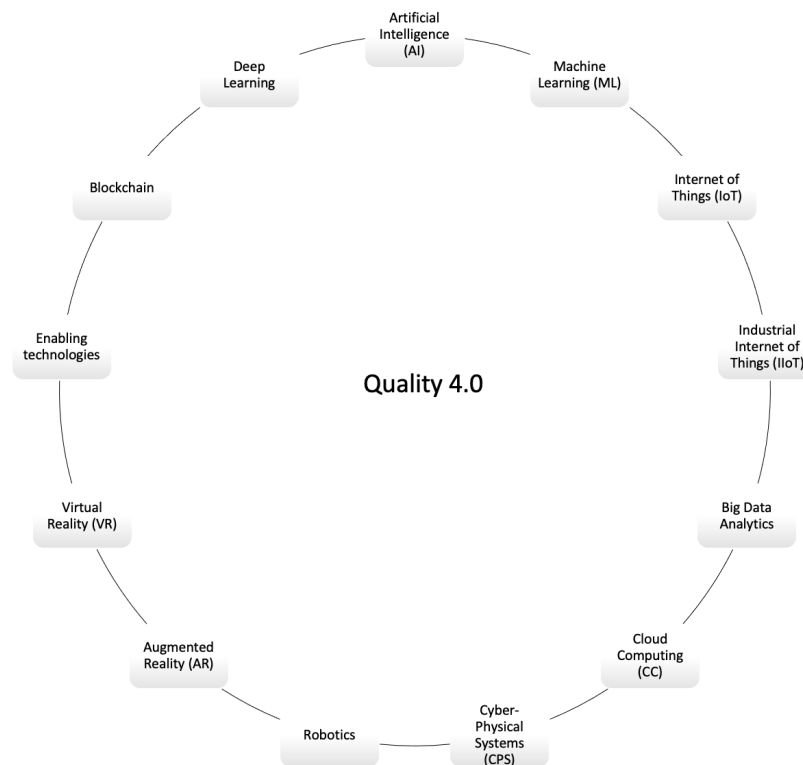 Artificial
Intelligence
(AI)
Machine
Learning (ML)
Internet of
Things (IoT)
Industrial
Internet of
Things (IIoT)
Big Data
Analytics
Cloud
Computing
(CC)
Cyber-
Physical
Systems
(CPS)
Robotics
Augmented
Reality (AR)
Virtual
Reality (VR)
Enabling
technologies
Blockchain
Deep
Learning
Quality 4.0